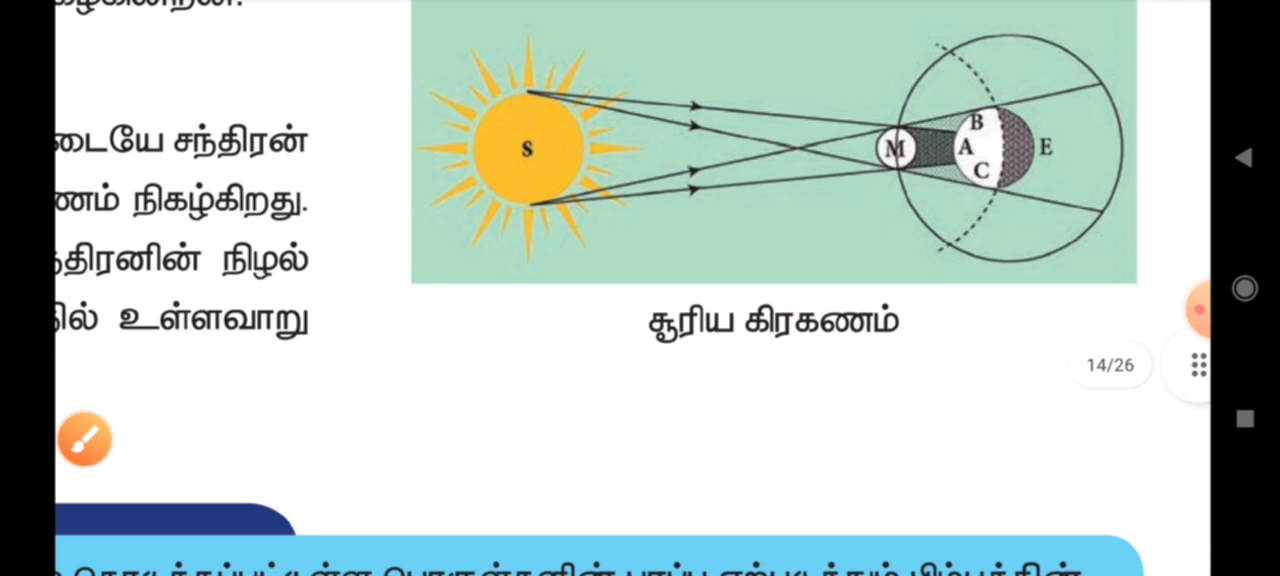 டையே சந்திரன்
ணம் நிகழ்கிறது.
திரனின் நிழல்
தில் உள்ளவாறு
S
M
B
A
C
E
சூரிய கிரகணம்
14/26